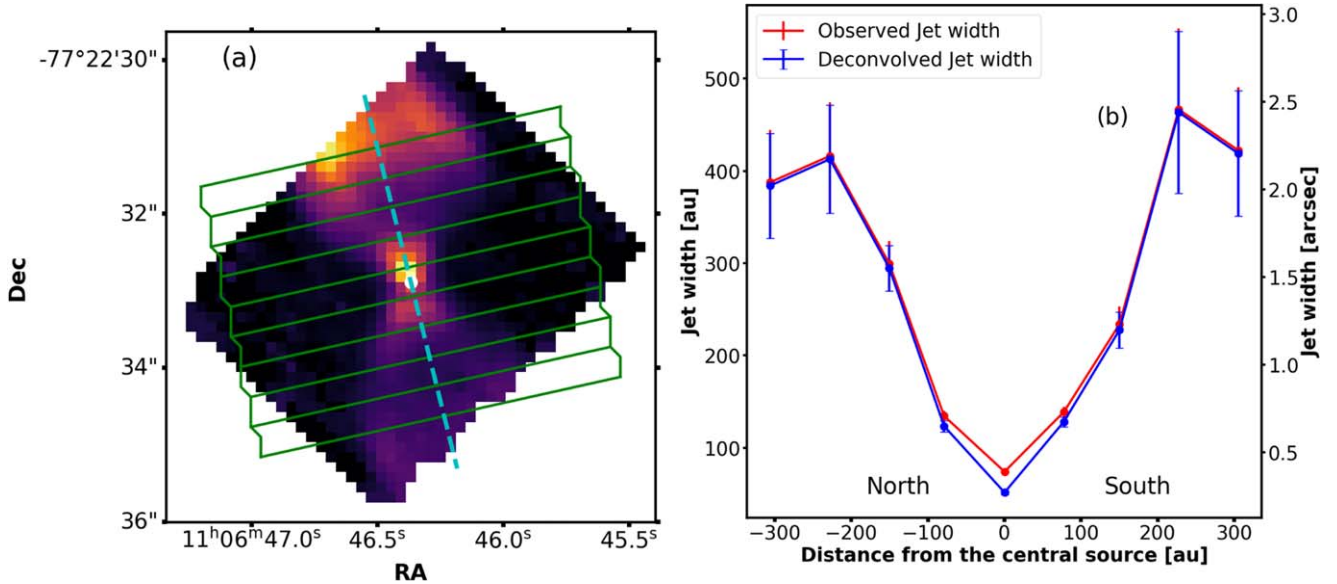 (a)
-77°22'30"
32"
34"
36"
Dec
11ʰ06ᵐ47.0ˢ 46.5ˢ 46.0ˢ 45.5ˢ
RA
Observed Jet width
Deconvolved Jet width
(b)
500
400
300
200
100
Jet width [au]
3.0
2.5
2.0
1.5
1.0
0.5
Jet width [arcsec]
North South
−300 −200 −100 0 100 200 300
Distance from the central source [au]